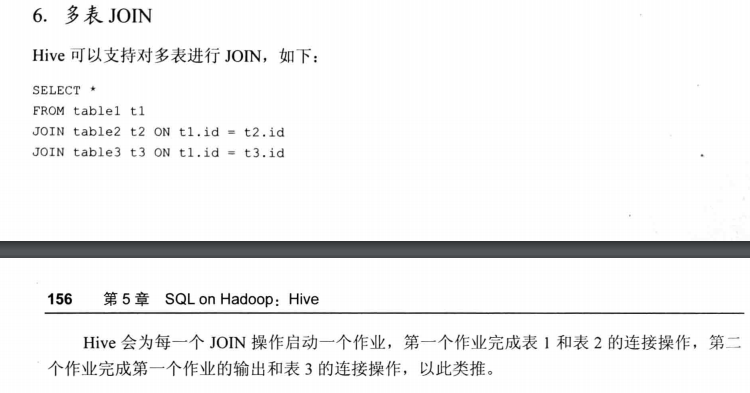 6. 多表 JOIN
Hive 可以支持对多表进行 JOIN，如下：
SELECT *
FROM table1 t1
JOIN table2 t2 ON t1.id = t2.id
JOIN table3 t3 ON t1.id = t3.id
156 第 5 章 SQL on Hadoop：Hive
Hive 会为每一个 JOIN 操作启动一个作业，第一个作业完成表 1 和表 2 的连接操作，第二
个作业完成第一个作业的输出和表 3 的连接操作，以此类推。